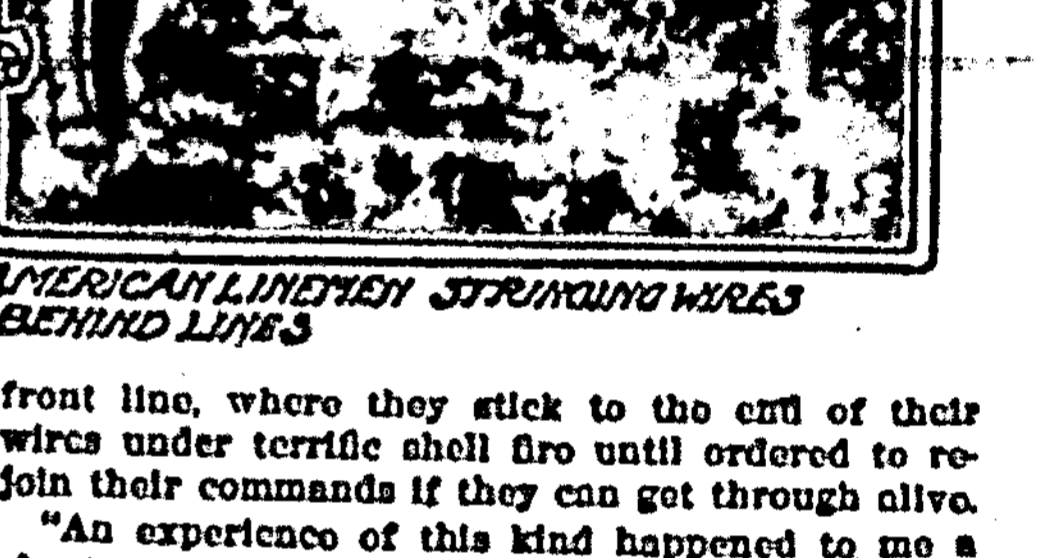 AMERICAN LINEMEN STRINGING WIRES
BEHIND LINES
front line, where they stick to the end of their
wires under terrific shell fire until ordered to re-
join their commands if they can get through alive.
"An experience of this kind happened to me a